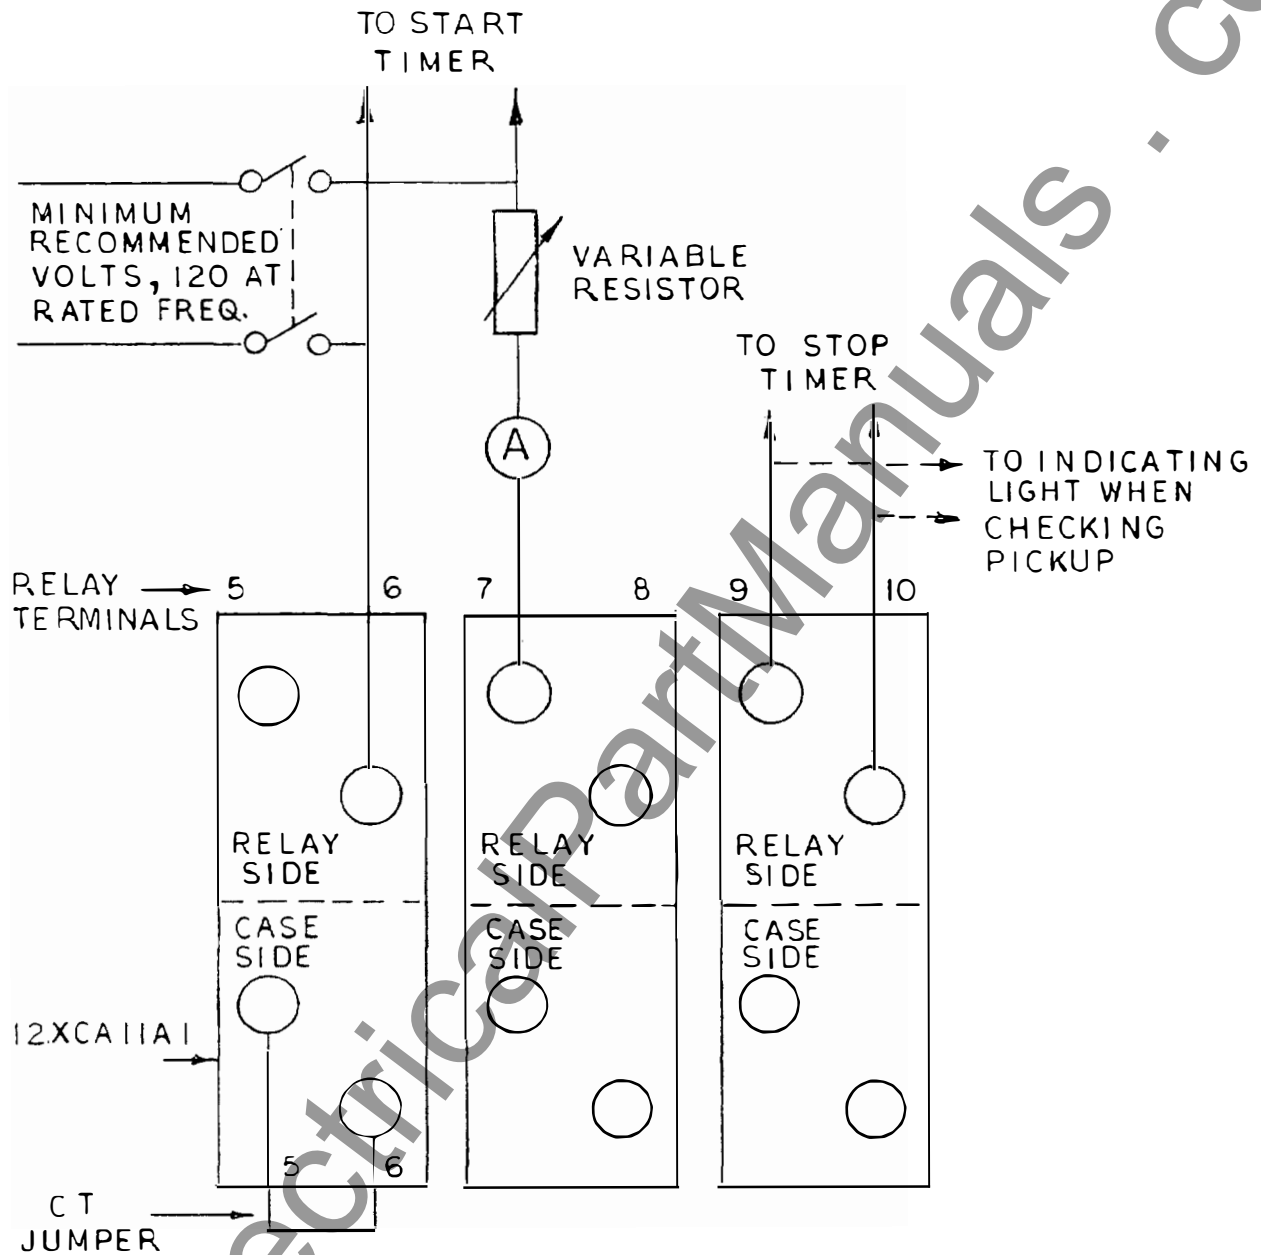 TO START
TIMER
MINIMUM
RECOMMENDED
VOLTS, 120 AT
RATED FREQ.
VARIABLE
RESISTOR
TO STOP
TIMER
A
TO INDICATING
LIGHT WHEN
CHECKING
PICKUP
RELAY
TERMINALS
5 6 7 8 9 10
RELAY
SIDE
RELAY
SIDE
RELAY
SIDE
CASE
SIDE
CASE
SIDE
CASE
SIDE
12XCA11A1
5 6
CT
JUMPER
ectricalPartManuals . co